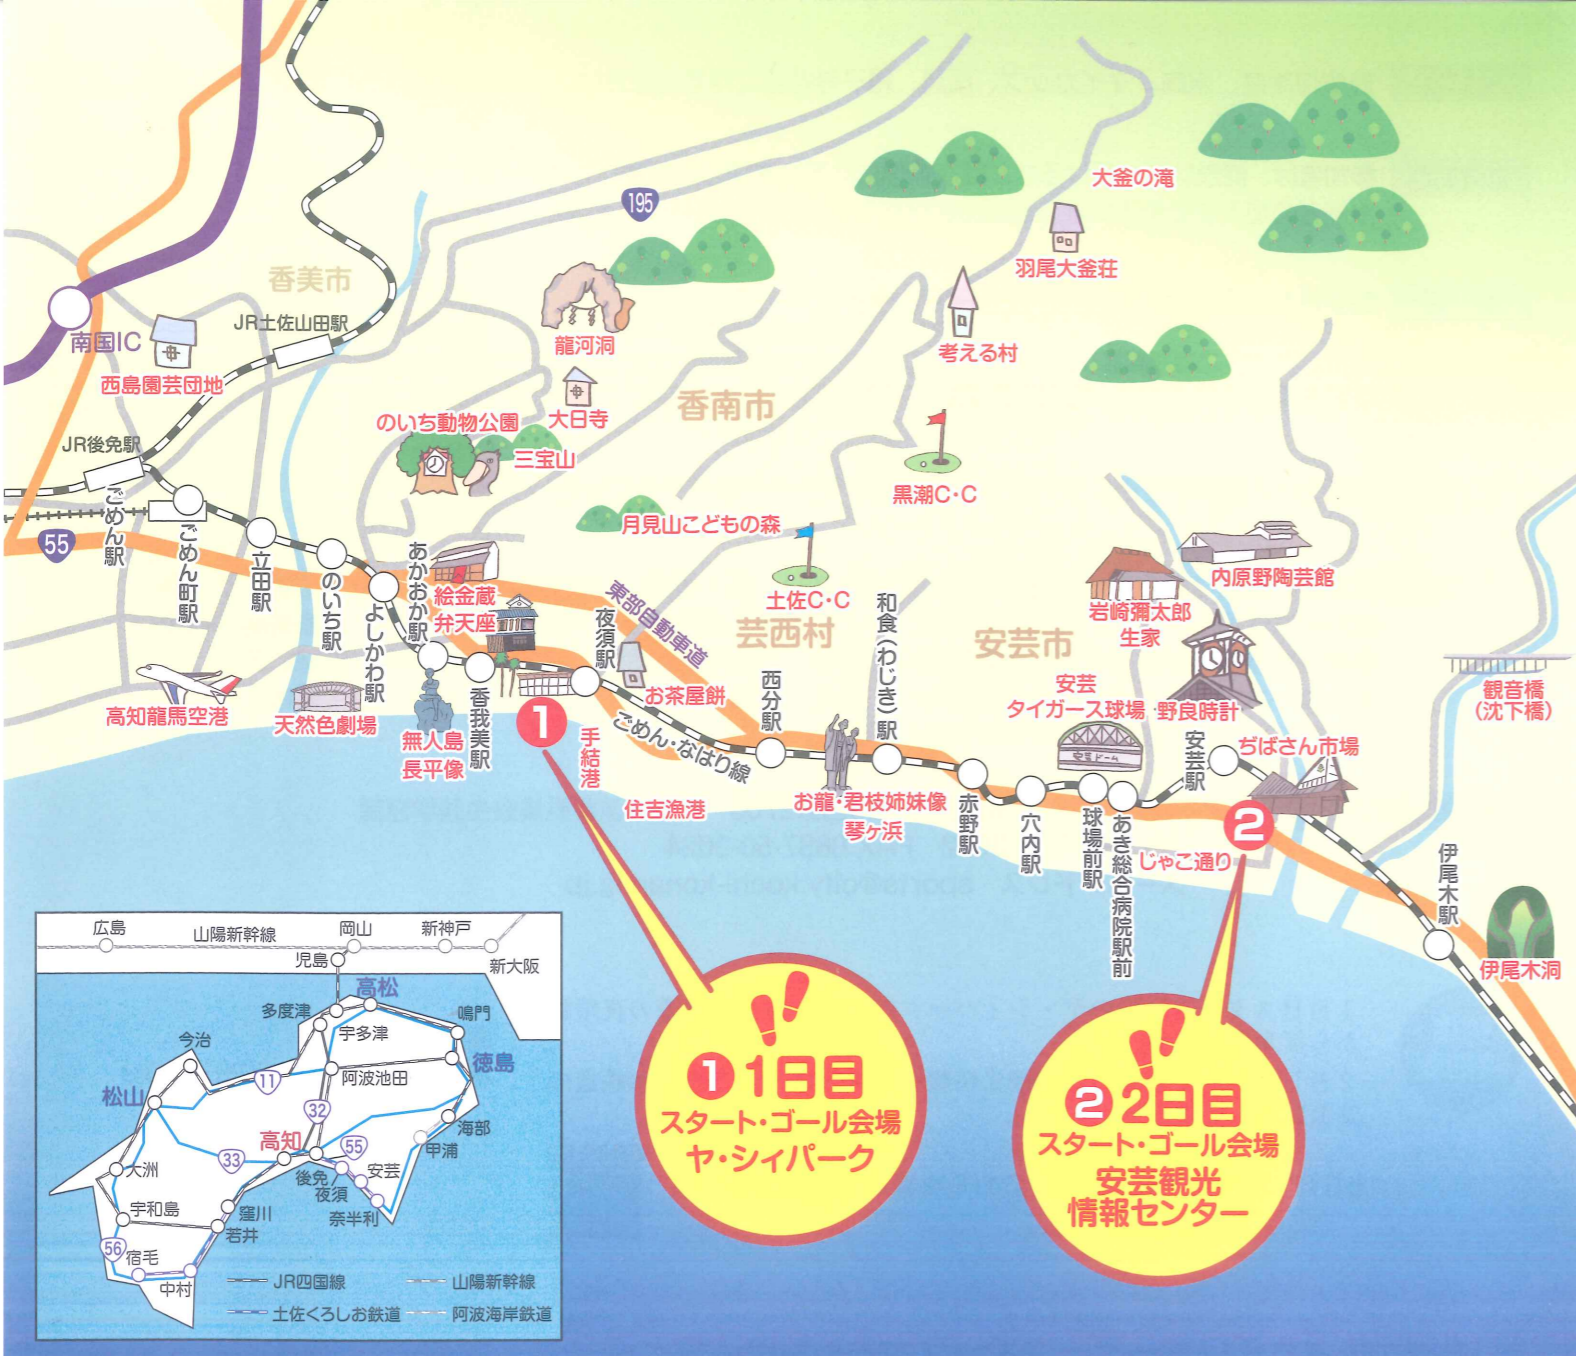 195
大釜の滝
羽尾大釜荘
香美市
JR土佐山田駅
南国IC
西島園芸団地
龍河洞
考える村
大日寺
香南市
のいち動物公園
三宝山
JR後免駅
黒潮C・C
月見山こどもの森
55
ごめん駅
ごめん町駅
立田駅
のいち駅
よしかわ駅
あかおか駅
絵金蔵
弁天座
東部自動車道
夜須駅
土佐C・C
内原野陶芸館
岩崎彌太郎
生家
芸西村
和食(わじき)駅
安芸市
高知龍馬空港
天然色劇場
無人島
長平像
香我美駅
1
手結港
お茶屋餅
ごめん・なはり線
西分駅
住吉漁港
お龍・君枝姉妹像
琴ヶ浜
赤野駅
穴内駅
安芸
タイガース球場
安芸ドーム
野良時計
球場前駅
あき総合病院駅前
安芸駅
ぢばさん市場
2
じゃこ通り
観音橋
(沈下橋)
伊尾木駅
伊尾木洞
1 1日目
スタート・ゴール会場
ヤ・シィパーク
2 2日目
スタート・ゴール会場
安芸観光
情報センター
広島
山陽新幹線
岡山
新神戸
新大阪
児島
高松
多度津
宇多津
鳴門
今治
徳島
松山
11
阿波池田
32
海部
高知
55
甲浦
33
後免
安芸
夜須
奈半利
大洲
宇和島
窪川
若井
56
宿毛
中村
JR四国線
山陽新幹線
土佐くろしお鉄道
阿波海岸鉄道